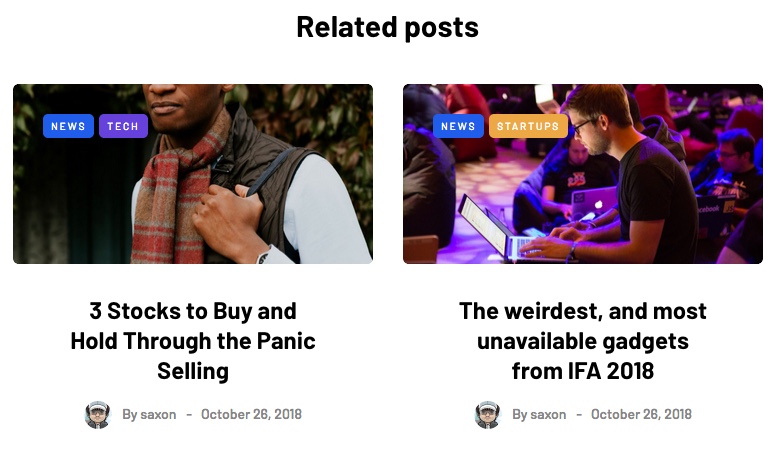 Related posts
NEWS TECH
NEWS STARTUPS
3 Stocks to Buy and
Hold Through the Panic
Selling
By saxon - October 26, 2018
The weirdest, and most
unavailable gadgets
from IFA 2018
By saxon - October 26, 2018